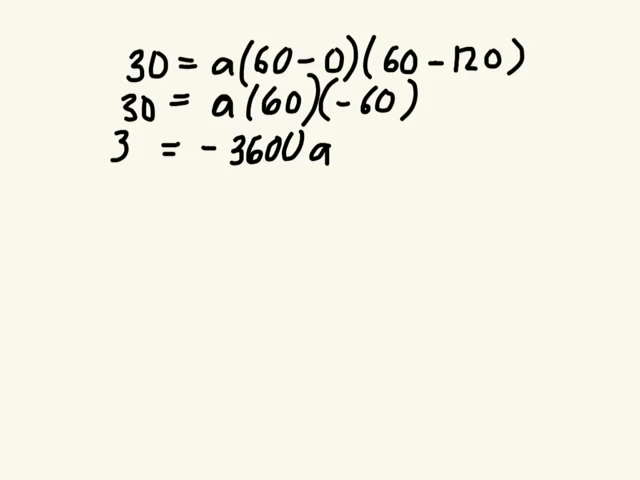 30 = a(60 - 0)(60 - 120)
30 = a(60)(-60)
3 = - 3600a